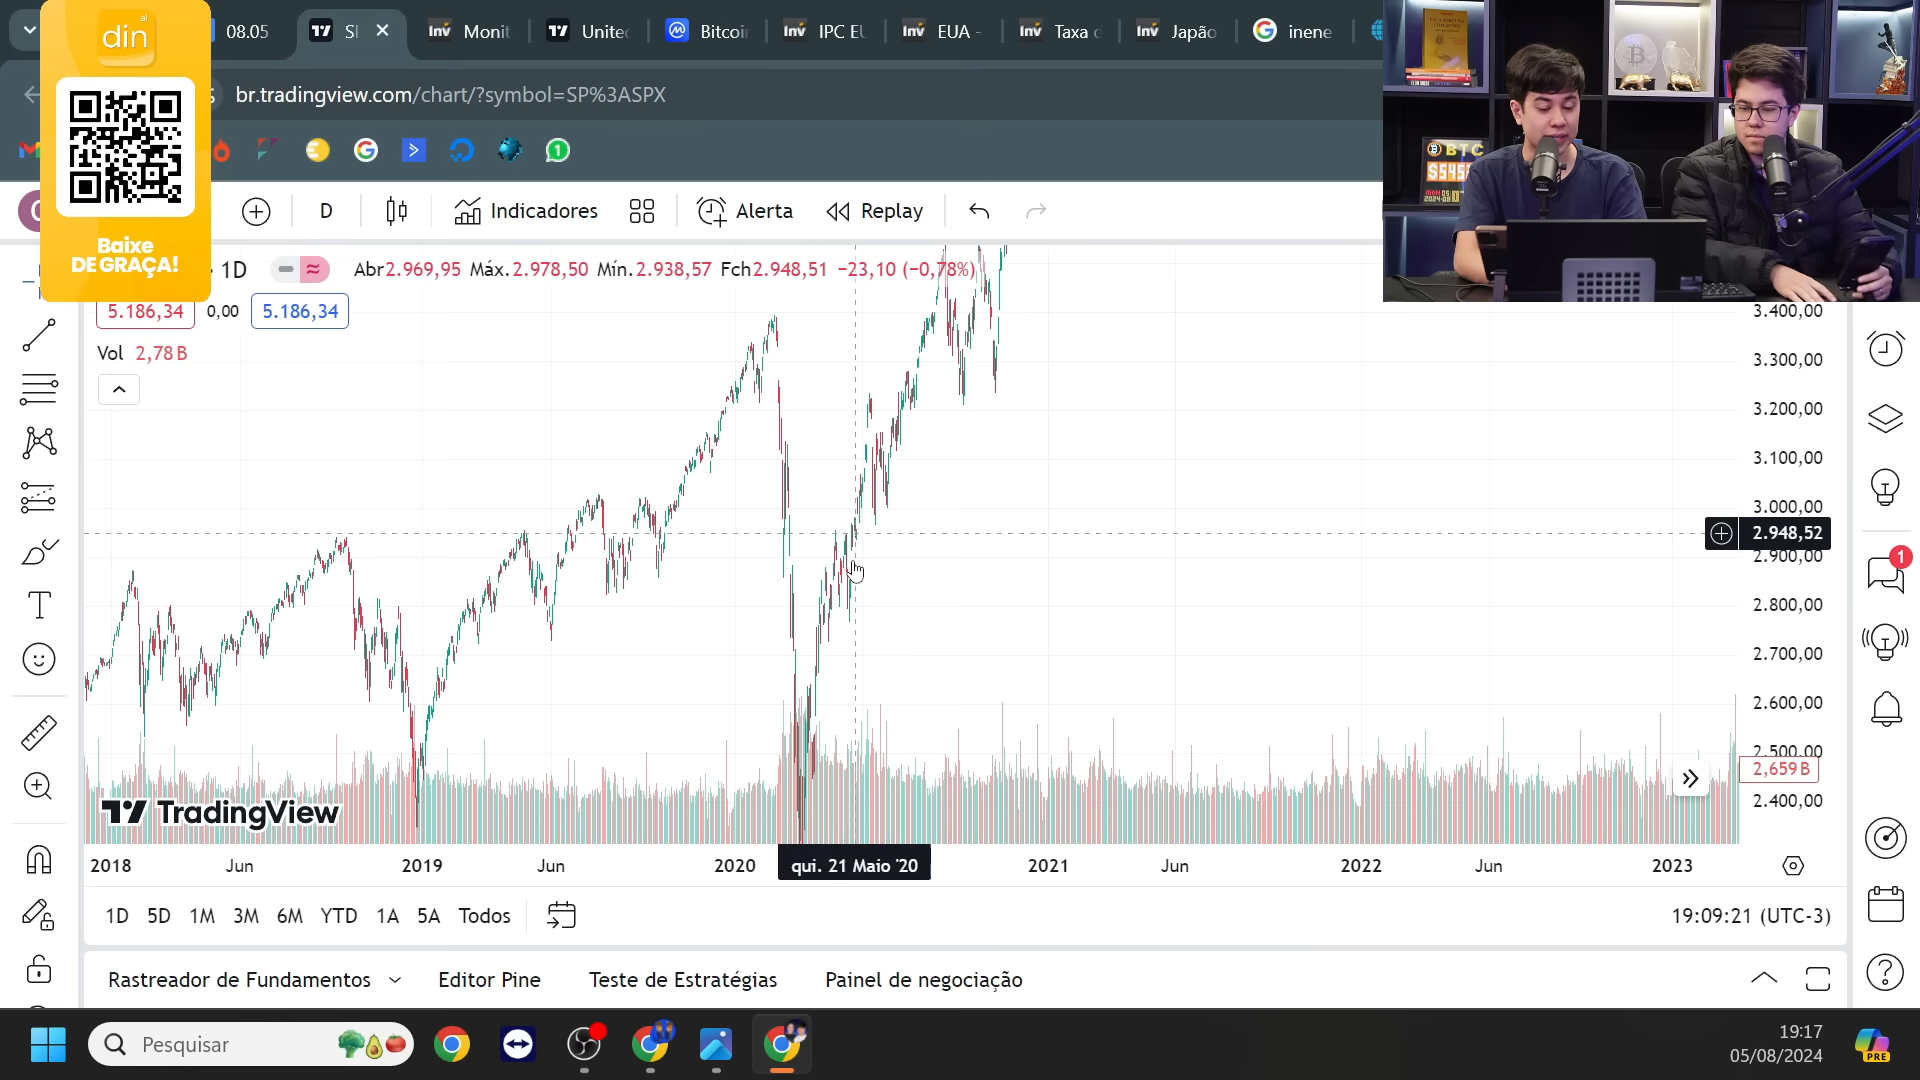 din
al
Baixe
DE GRAÇA!
08.05
SI
Monit
Unite
Bitcoi
IPC EU
EUA -
Taxa d
Japão
inene
br.tradingview.com/chart/?symbol=SP%3ASPX
D
Indicadores
Alerta
Replay
· 1D
Abr2.969,95 Máx.2.978,50 Mín.2.938,57 Fch2.948,51 −23,10 (−0,78%)
5.186,34
0,00
5.186,34
Vol 2,78 B
BTC
3.400,00
3.300,00
3.200,00
3.100,00
3.000,00
2.948,52
2.900,00
2.800,00
2.700,00
2.600,00
2.500,00
2,659 B
2.400,00
1
TradingView
2018
Jun
2019
Jun
2020
qui. 21 Maio '20
2021
Jun
2022
Jun
2023
1D 5D 1M 3M 6M YTD 1A 5A Todos
19:09:21 (UTC-3)
Rastreador de Fundamentos
Editor Pine
Teste de Estratégias
Painel de negociação
Pesquisar
19:17
05/08/2024
PRE